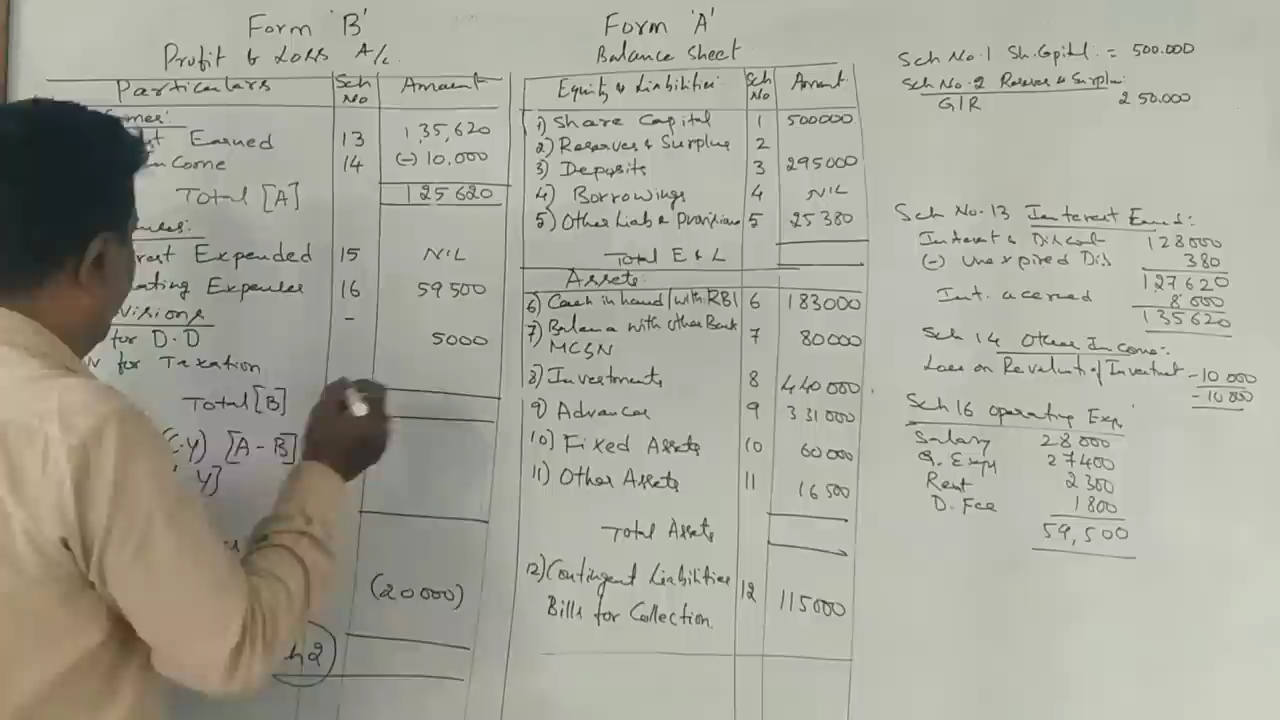 Form 'B'
Profit & Loss A/c
Particulars Sch No Amount
Earned 13 1,35,620
Income 14 (-) 10,000
Total [A] 125620
Expended 15 NIL
Expenses 16 59500
-
for D.D 5000
for Taxation
Total [B]
[A - B]
(20000)
Form 'A'
Balance Sheet
Equity & Liabilities Sch No Amount
1) Share Capital 1 500000
2) Reserves & Surplus 2
3) Deposits 3 295000
4) Borrowings 4 NIL
5) Other Liab & Provisions 5 25380
Total E & L
Assets
6) Cash in hand/with RBI 6 183000
7) Balance with other Bank 7 80000
MCSN
8) Investments 8 440000
9) Advances 9 331000
10) Fixed Assets 10 60000
11) Other Assets 11 16500
Total Assets
12) Contingent Liabilities 12 115000
Bills for Collection
Sch No.1 Sh.Capital = 500.000
Sch No.2 Reserves & Surplus
G/R 250.000
Sch No.13 Interest Earned:
Interest & Discount 128000
(-) Unexpired Dis 380
127620
Int. accrued 8000
135620
Sch 14 Other Income:
Loss on Revaluation of Investment -10000
-10000
Sch 16 Operating Exp.
Salary 28000
G. Exp 27400
Rent 2300
D. Fee 1800
59,500